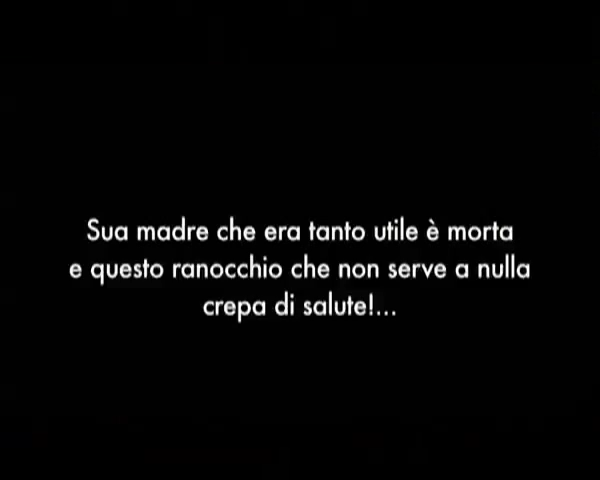 Sua madre che era tanto utile è morta
e questo ranocchio che non serve a nulla
crepa di salute!...